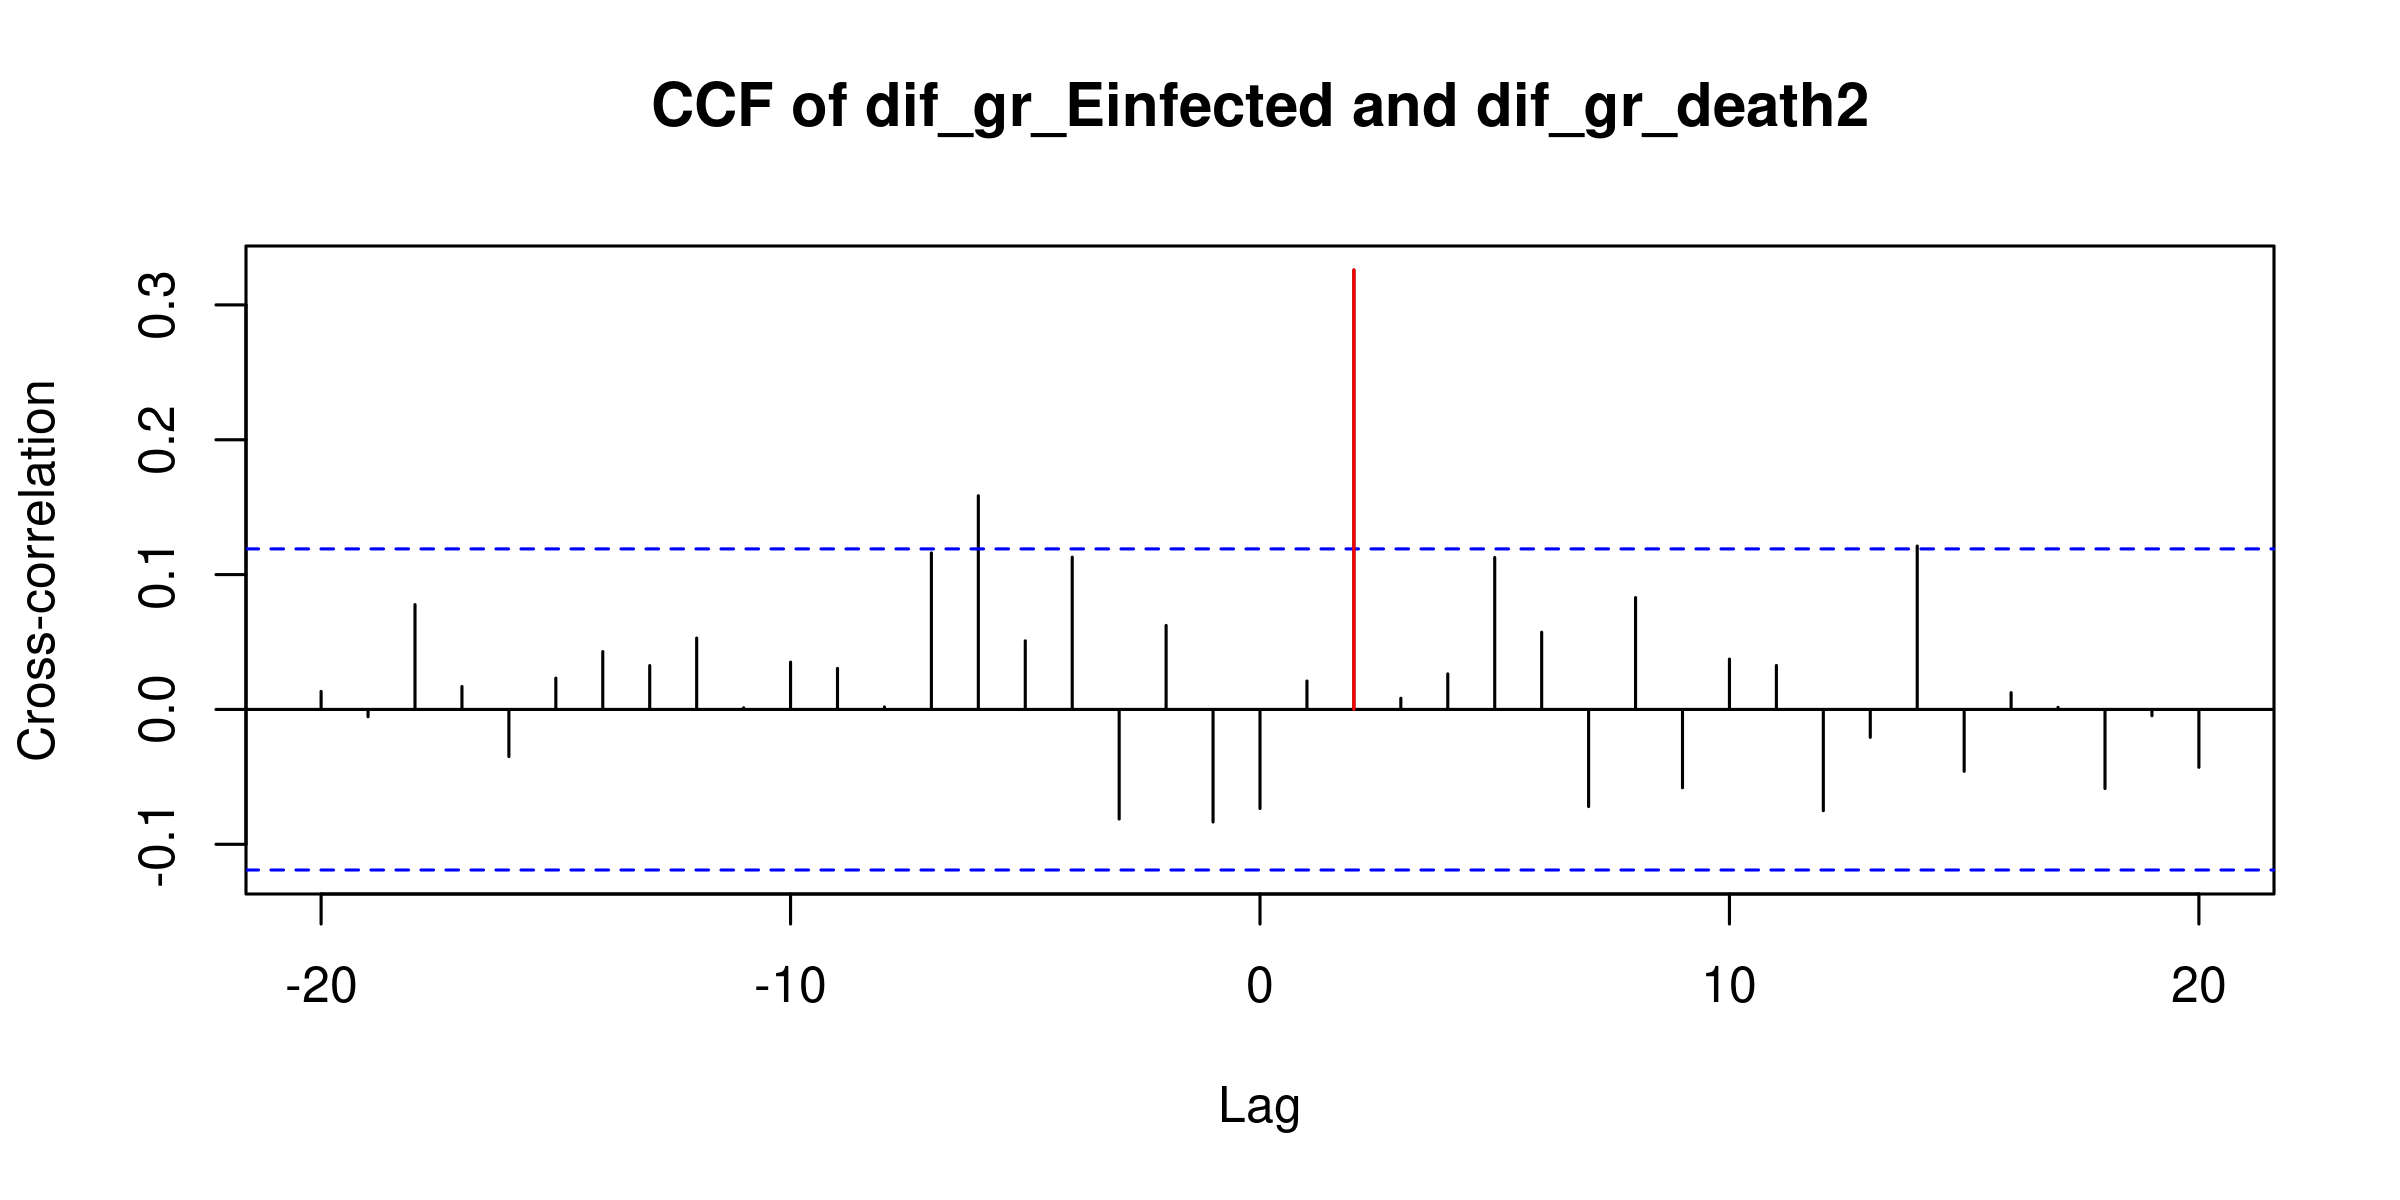 CCF of dif_gr_Einfected and dif_gr_death2
Cross-correlation
0.3
0.2
0.1
0.0
-0.1
-20 -10 0 10 20
Lag